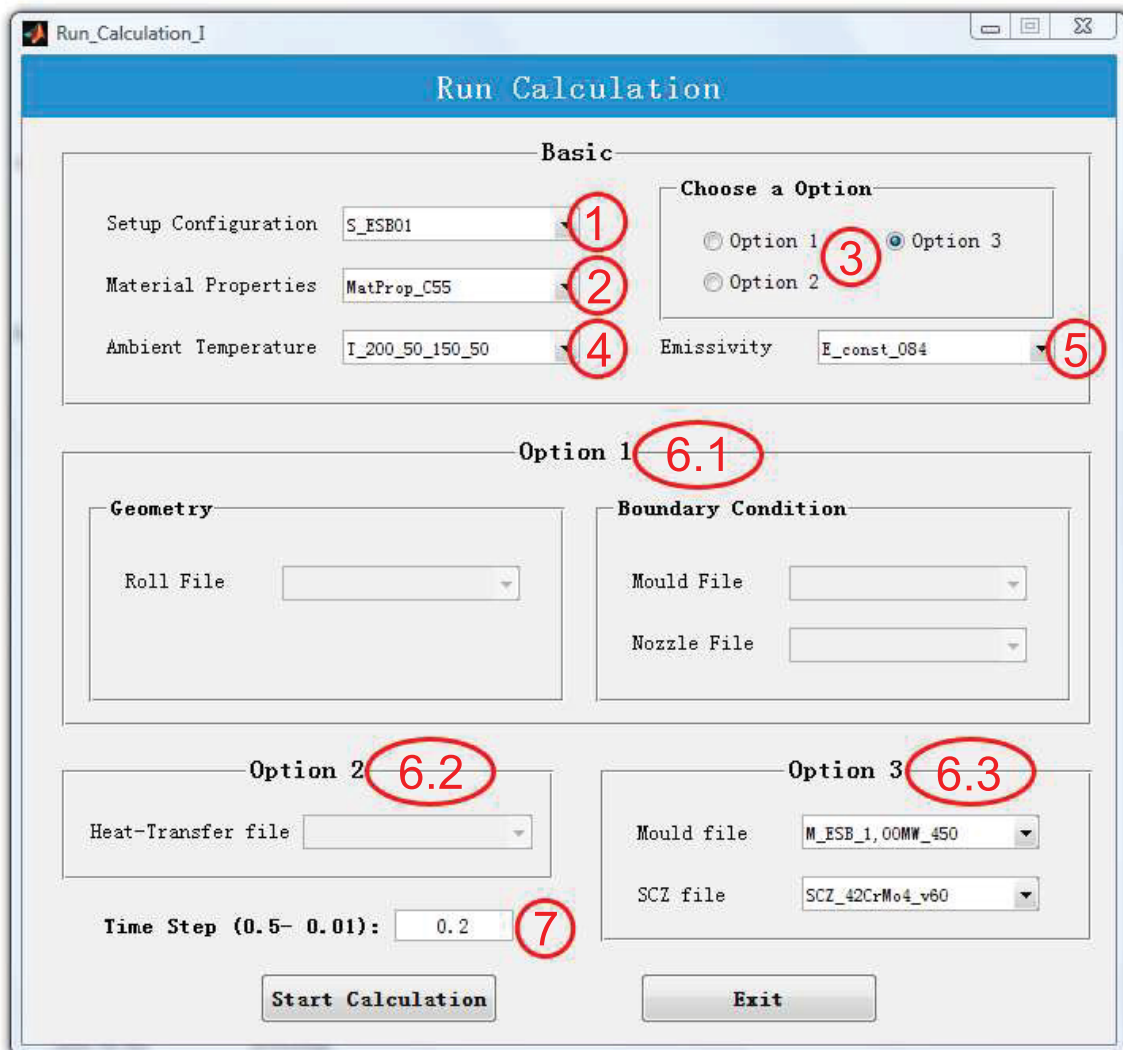 Run_Calculation_I
Run Calculation
Basic
Choose a Option
Setup Configuration S_ESB01 1
Option 1 3 Option 3
Material Properties MatProp_C55 2
Option 2
Ambient Temperature T_200_50_150_50 4
Emissivity E_const_084 5
Option 1 6.1
Geometry
Boundary Condition
Roll File
Mould File
Nozzle File
Option 2 6.2
Option 3 6.3
Heat-Transfer file
Mould file M_ESB_1,00MW_450
SCZ file SCZ_42CrMo4_v60
Time Step (0.5- 0.01): 0.2 7
Start Calculation
Exit